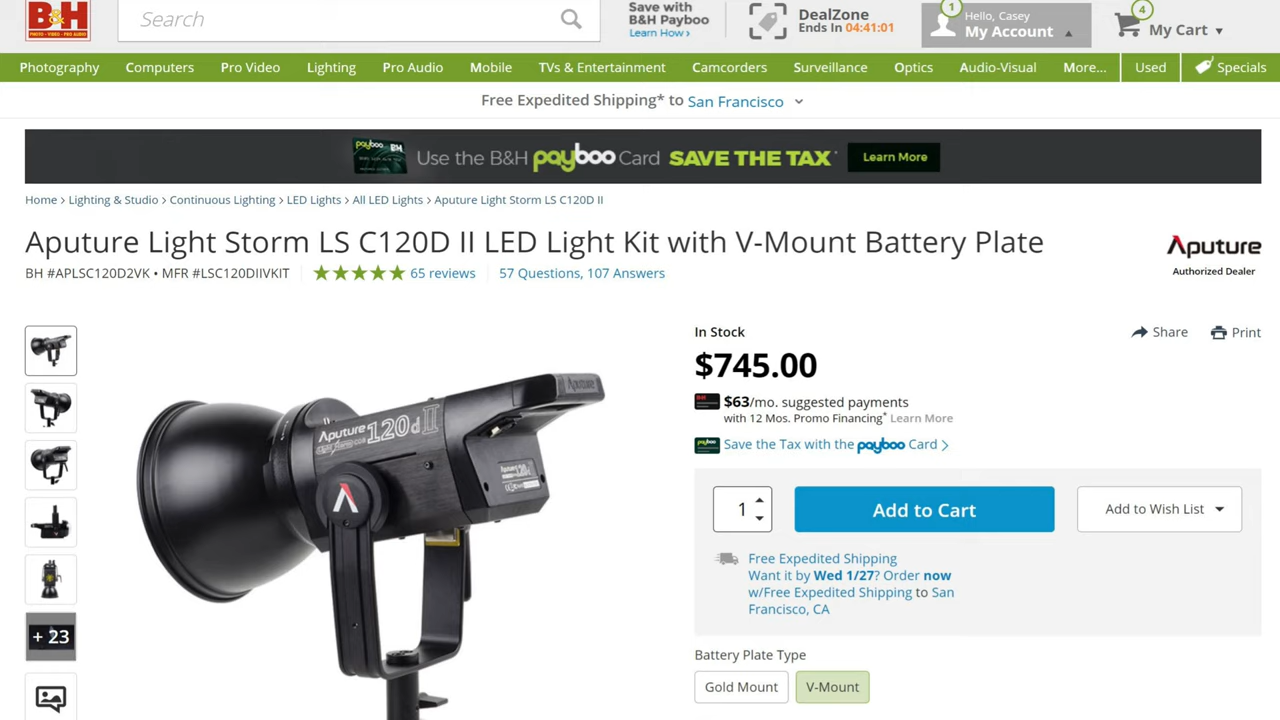 B&H
PHOTO - VIDEO - PRO AUDIO
Search
Save with
B&H Payboo
Learn How ›
DealZone
Ends In 04:41:01
1
Hello, Casey
My Account
4
My Cart
Photography Computers Pro Video Lighting Pro Audio Mobile TVs & Entertainment Camcorders Surveillance Optics Audio-Visual More... Used Specials
Free Expedited Shipping* to San Francisco
payboo B&H Use the B&H payboo Card SAVE THE TAX* Learn More
Home › Lighting & Studio › Continuous Lighting › LED Lights › All LED Lights › Aputure Light Storm LS C120D II
Aputure Light Storm LS C120D II LED Light Kit with V-Mount Battery Plate
Aputure
Authorized Dealer
BH #APLSC120D2VK • MFR #LSC120DIIVKIT 65 reviews 57 Questions, 107 Answers
In Stock
Share Print
$745.00
$63/mo. suggested payments
with 12 Mos. Promo Financing* Learn More
Save the Tax with the payboo Card ›
1 Add to Cart Add to Wish List
Free Expedited Shipping
Want it by Wed 1/27? Order now
w/Free Expedited Shipping to San
Francisco, CA
Battery Plate Type
Gold Mount V-Mount
+ 23
Aputure
Aputure 120d II